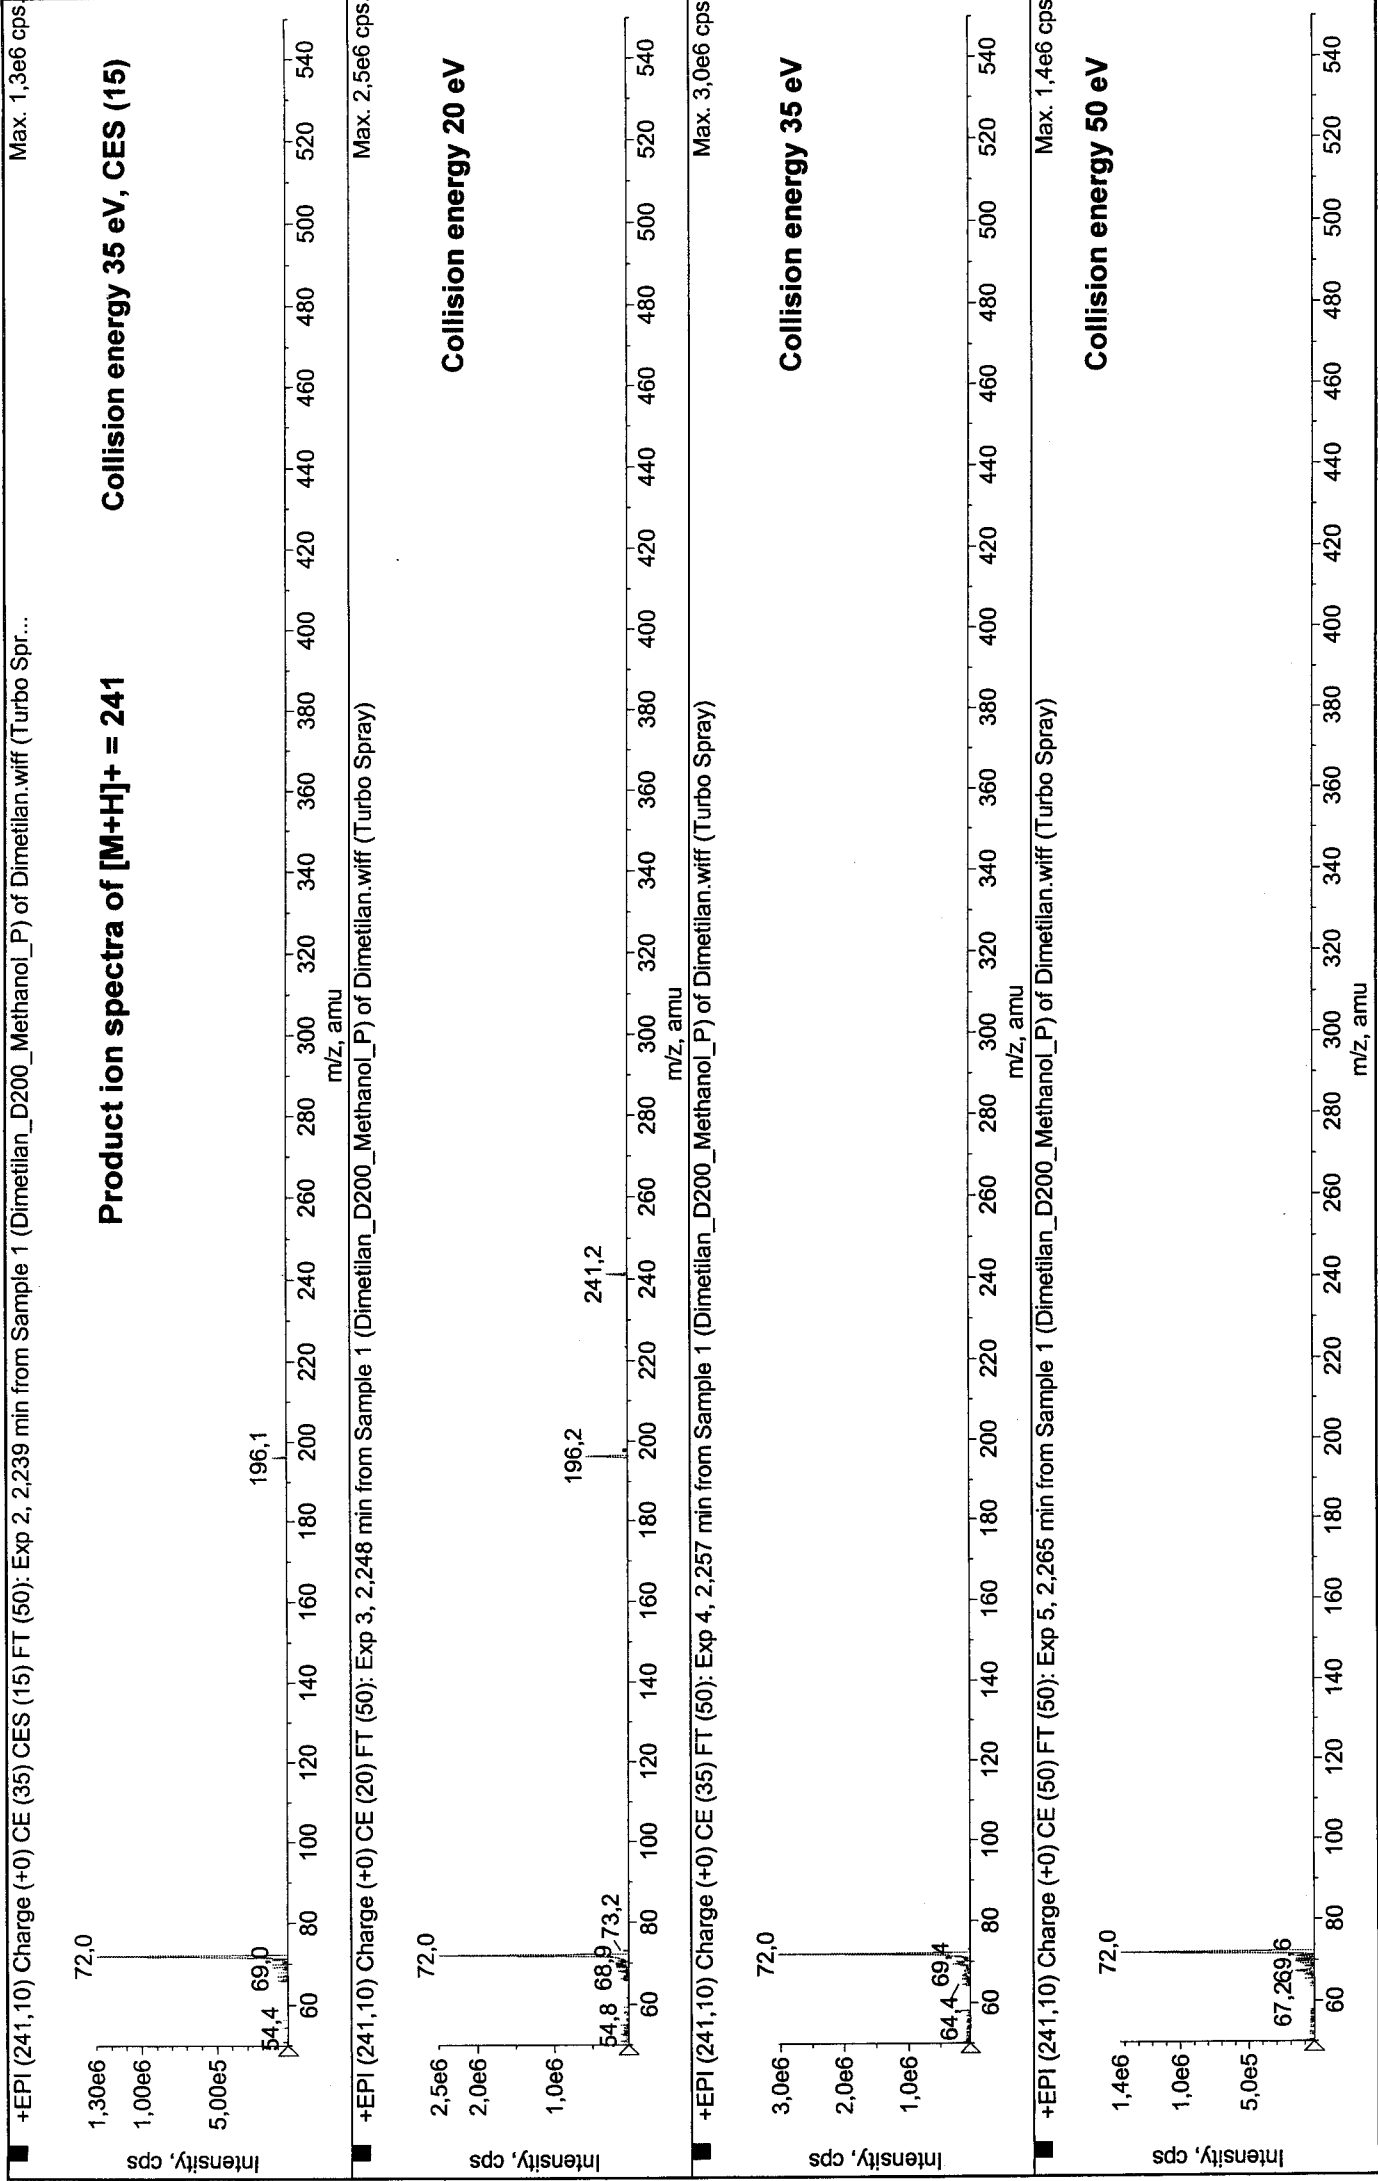 +EPI (241,10) Charge (+0) CE (35) CES (15) FT (50): Exp 2, 2,239 min from Sample 1 (Dimetilan_D200_Methanol_P) of Dimetilan.wiff (Turbo Spr...
Max. 1,3e6 cps.
Product ion spectra of [M+H]+ = 241
Collision energy 35 eV, CES (15)
72,0
1,30e6
1,00e6
196,1
5,00e5
69,0
54,4
60 80 100 120 140 160 180 200 220 240 260 280 300 320 340 360 380 400 420 440 460 480 500 520 540
m/z, amu
Intensity, cps
+EPI (241,10) Charge (+0) CE (20) FT (50): Exp 3, 2,248 min from Sample 1 (Dimetilan_D200_Methanol_P) of Dimetilan.wiff (Turbo Spray)
Max. 2,5e6 cps.
Collision energy 20 eV
72,0
2,5e6
2,0e6
1,0e6
196,2
241,2
54,8
68,9
73,2
60 80 100 120 140 160 180 200 220 240 260 280 300 320 340 360 380 400 420 440 460 480 500 520 540
m/z, amu
Intensity, cps
+EPI (241,10) Charge (+0) CE (35) FT (50): Exp 4, 2,257 min from Sample 1 (Dimetilan_D200_Methanol_P) of Dimetilan.wiff (Turbo Spray)
Max. 3,0e6 cps
Collision energy 35 eV
72,0
3,0e6
2,0e6
1,0e6
64,4
69,4
60 80 100 120 140 160 180 200 220 240 260 280 300 320 340 360 380 400 420 440 460 480 500 520 540
m/z, amu
Intensity, cps
+EPI (241,10) Charge (+0) CE (50) FT (50): Exp 5, 2,265 min from Sample 1 (Dimetilan_D200_Methanol_P) of Dimetilan.wiff (Turbo Spray)
Max. 1,4e6 cps
Collision energy 50 eV
72,0
1,4e6
1,0e6
5,0e5
67,2
69,6
60 80 100 120 140 160 180 200 220 240 260 280 300 320 340 360 380 400 420 440 460 480 500 520 540
m/z, amu
Intensity, cps